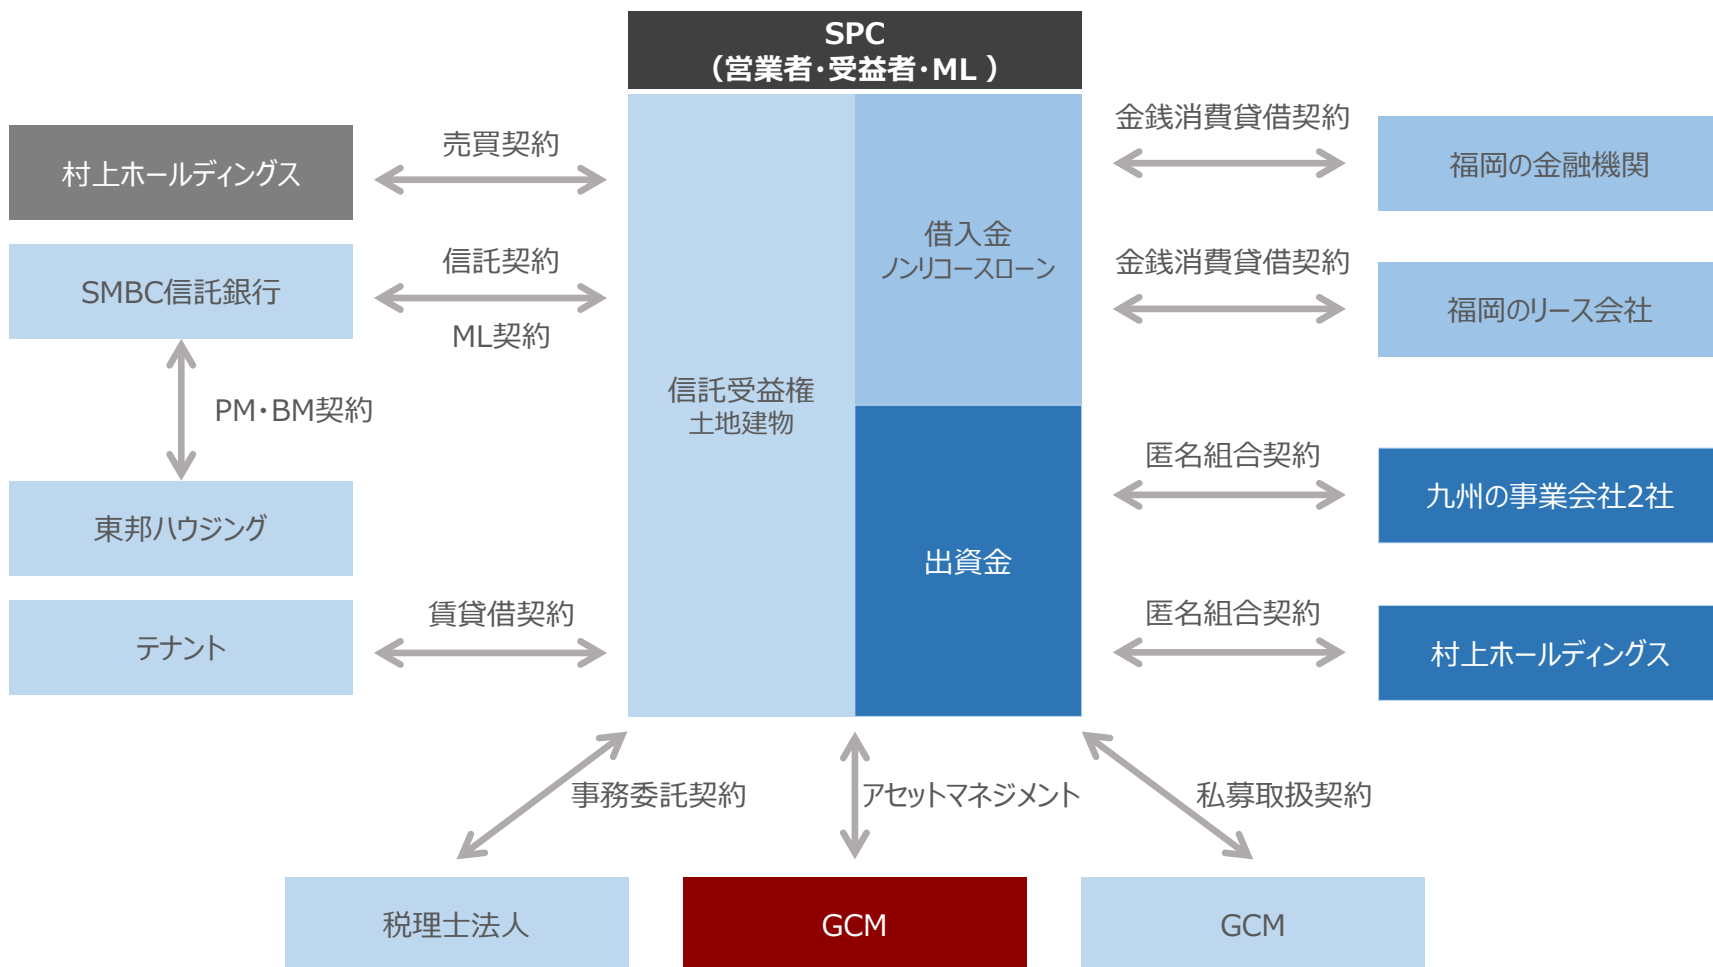 SPC
（営業者･受益者･ML ）
村上ホールディングス
売買契約
SMBC信託銀行
信託契約
ML契約
PM･BM契約
東邦ハウジング
テナント
賃貸借契約
信託受益権
土地建物
借入金
ノンリコースローン
出資金
金銭消費貸借契約
福岡の金融機関
金銭消費貸借契約
福岡のリース会社
匿名組合契約
九州の事業会社2社
匿名組合契約
村上ホールディングス
事務委託契約
アセットマネジメント
私募取扱契約
税理士法人
GCM
GCM